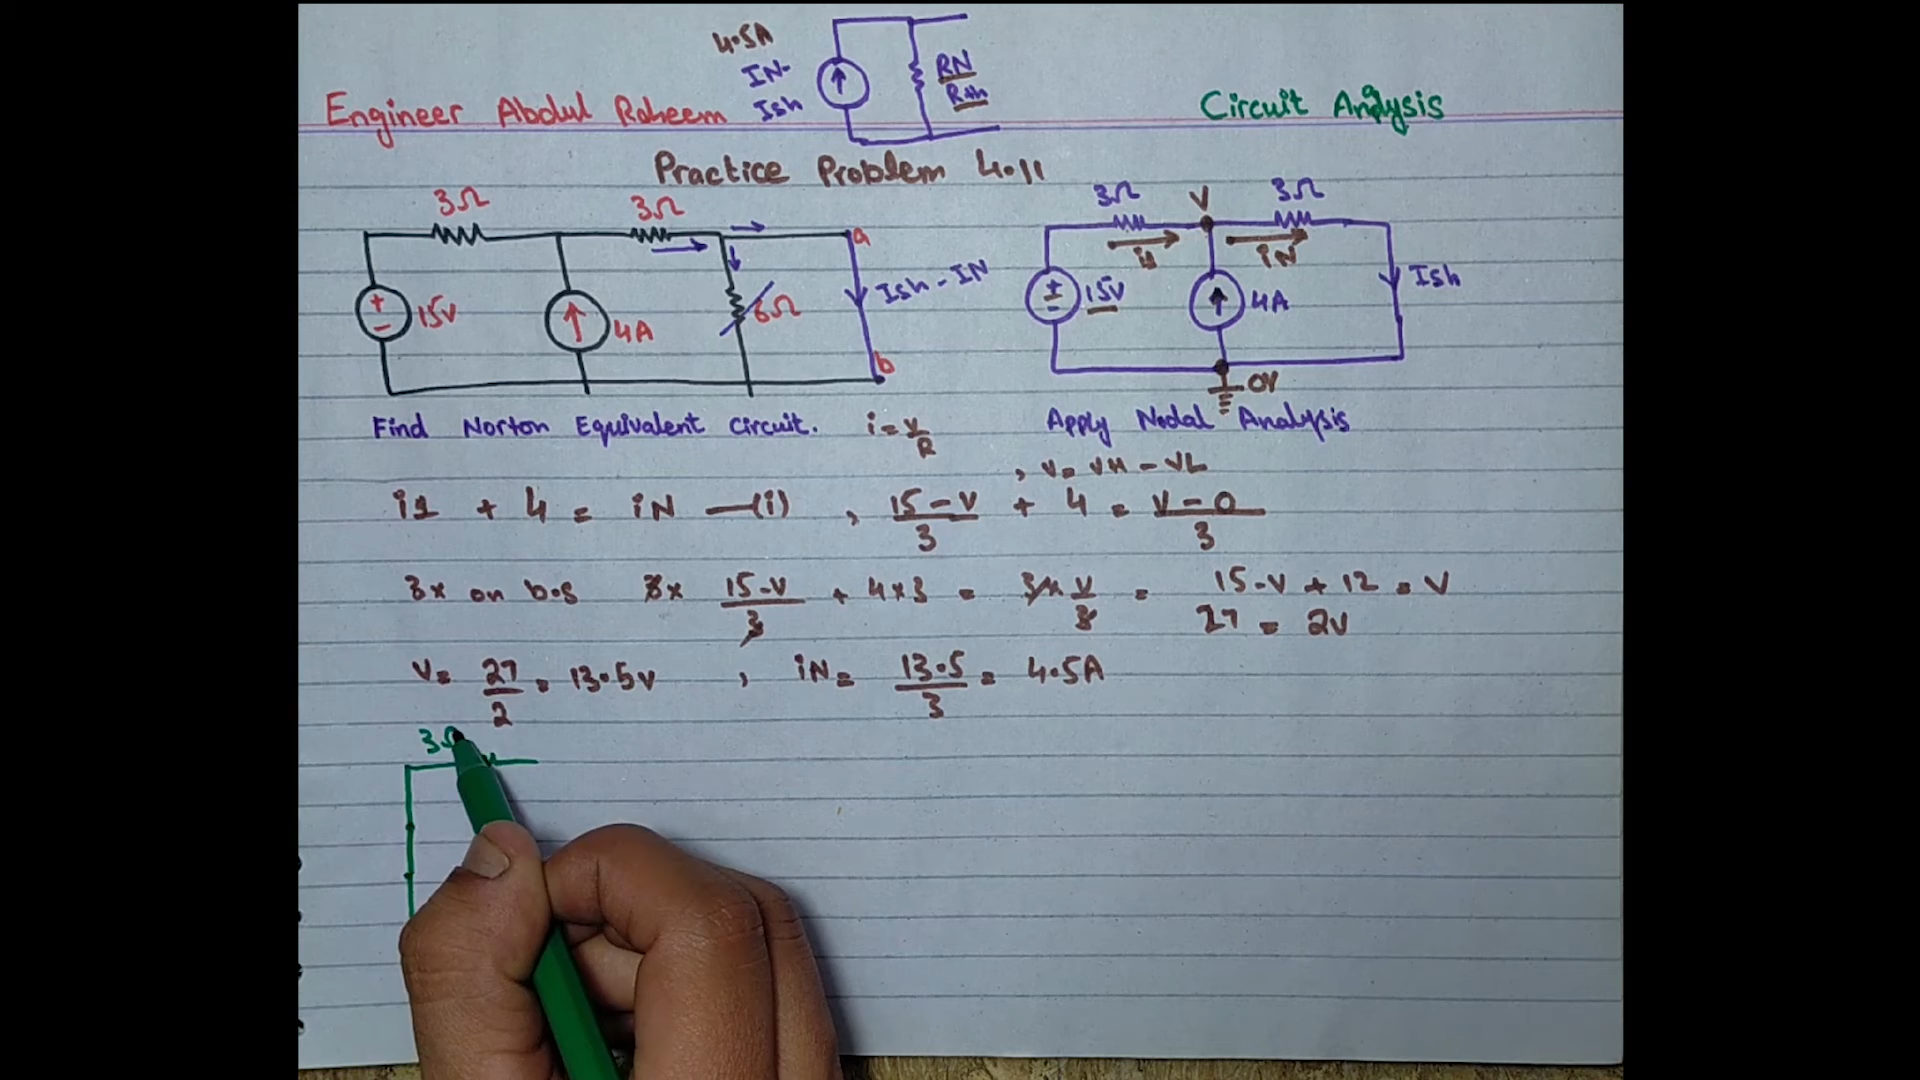 4.5A
IN-
Ish
RN
Rth
Engineer Abdul Raheem
Circuit Analysis
Practice Problem 4.11
3Ω 3Ω
15V 4A 6Ω
a
Ish - IN
b
3Ω V 3Ω
i1 iN
15V 4A Ish
0V
Find Norton Equivalent Circuit. i = V/R
Apply Nodal Analysis
, V = VH - VL
i1 + 4 = iN —(i) , 15-V/3 + 4 = V-0/3
3x on b.s 3x 15-V/3 + 4x3 = 3x V/3 = 15-V + 12 = V
27 = 2V
V = 27/2 = 13.5V , iN = 13.5/3 = 4.5A
3Ω